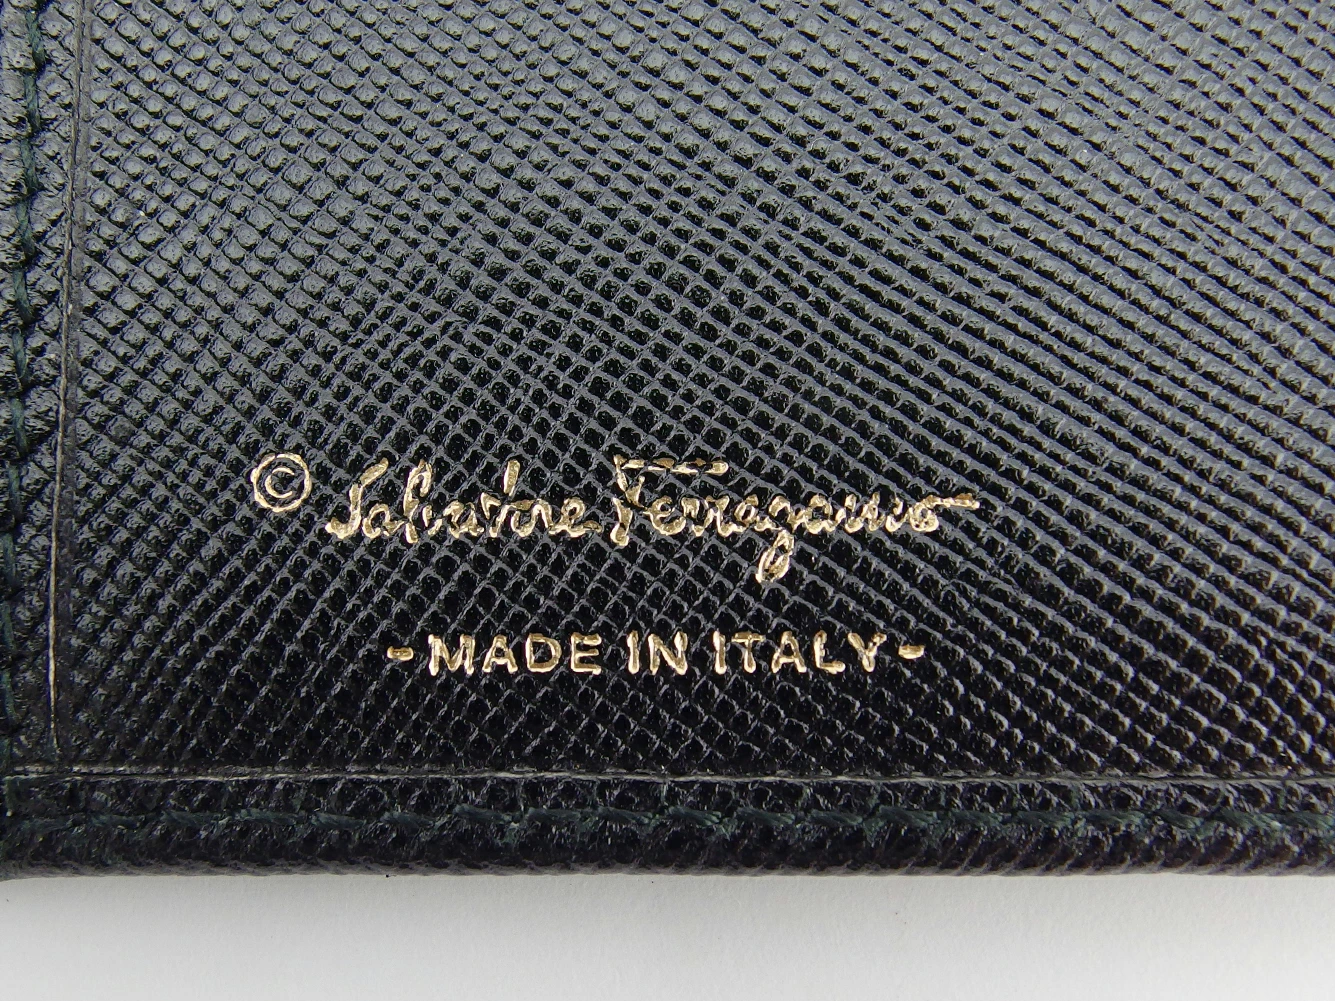 © Salvatore Ferragamo
-MADE IN ITALY-